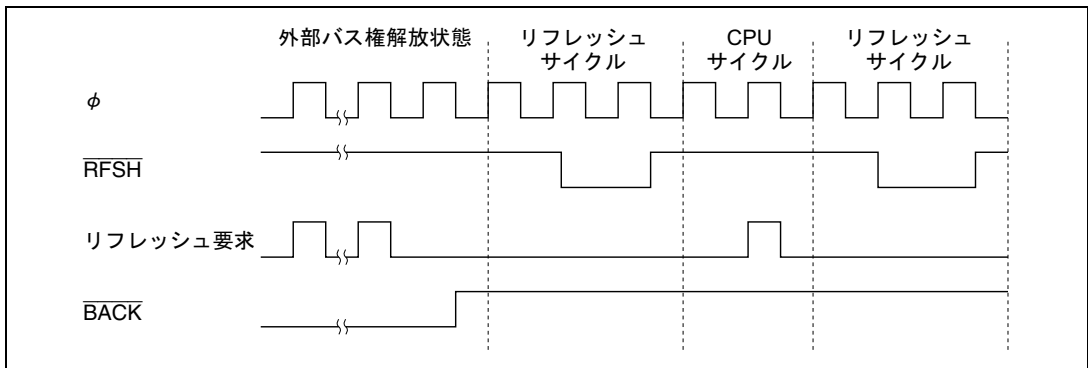 外部バス権解放状態 リフレッシュ CPU リフレッシュ
サイクル サイクル サイクル
φ
RFSH
リフレッシュ要求
BACK